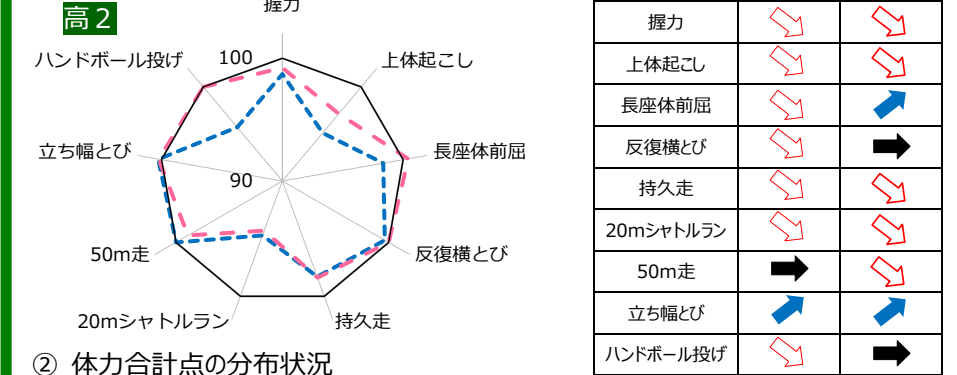 高２
握力
ハンドボール投げ
100
上体起こし
立ち幅とび
長座体前屈
90
50m走
反復横とび
20mシャトルラン
持久走
② 体力合計点の分布状況
握力
上体起こし
長座体前屈
反復横とび
持久走
20mシャトルラン
50m走
立ち幅とび
ハンドボール投げ